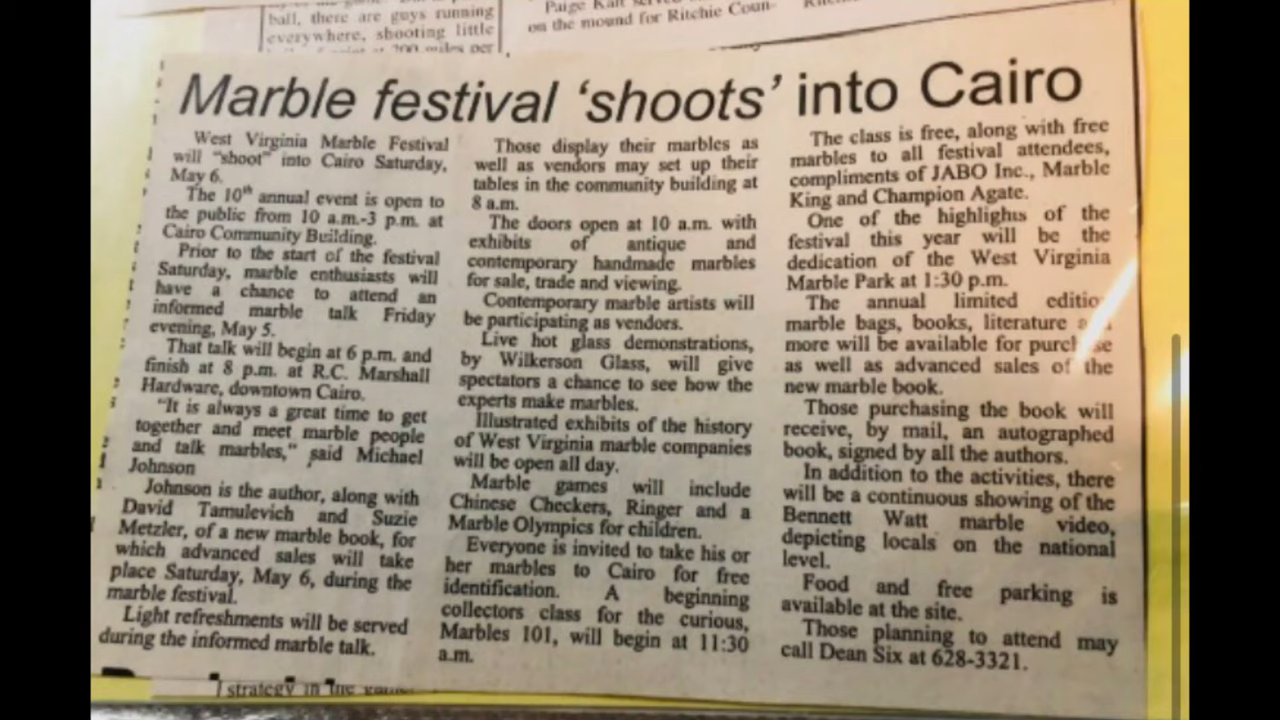 ball, there are guys running
everywhere, shooting little
200 miles per
Paige
on the mound for Ritchie Coun-
Marble festival ‘shoots’ into Cairo
West Virginia Marble Festival
will “shoot” into Cairo Saturday,
May 6.
The 10th annual event is open to
the public from 10 a.m.-3 p.m. at
Cairo Community Building.
Prior to the start of the festival
Saturday, marble enthusiasts will
have a chance to attend an
informed marble talk Friday
evening, May 5.
That talk will begin at 6 p.m. and
finish at 8 p.m. at R.C. Marshall
Hardware, downtown Cairo.
“It is always a great time to get
together and meet marble people
and talk marbles,” said Michael
Johnson
Johnson is the author, along with
David Tamulevich and Suzie
Metzler, of a new marble book, for
which advanced sales will take
place Saturday, May 6, during the
marble festival.
Light refreshments will be served
during the informed marble talk.
Those display their marbles as
well as vendors may set up their
tables in the community building at
8 a.m.
The doors open at 10 a.m. with
exhibits of antique and
contemporary handmade marbles
for sale, trade and viewing.
Contemporary marble artists will
be participating as vendors.
Live hot glass demonstrations,
by Wilkerson Glass, will give
spectators a chance to see how the
experts make marbles.
Illustrated exhibits of the history
of West Virginia marble companies
will be open all day.
Marble games will include
Chinese Checkers, Ringer and a
Marble Olympics for children.
Everyone is invited to take his or
her marbles to Cairo for free
identification. A beginning
collectors class for the curious,
Marbles 101, will begin at 11:30
a.m.
The class is free, along with free
marbles to all festival attendees,
compliments of JABO Inc., Marble
King and Champion Agate.
One of the highlights of the
festival this year will be the
dedication of the West Virginia
Marble Park at 1:30 p.m.
The annual limited editio
marble bags, books, literature
more will be available for
as well as advanced sales of the
new marble book.
Those purchasing the book will
receive, by mail, an autographed
book, signed by all the authors.
In addition to the activities, there
will be a continuous showing of the
Bennett Watt marble video,
depicting locals on the national
level.
Food and free parking is
available at the site.
Those planning to attend may
call Dean Six at 628-3321.
strategy in the